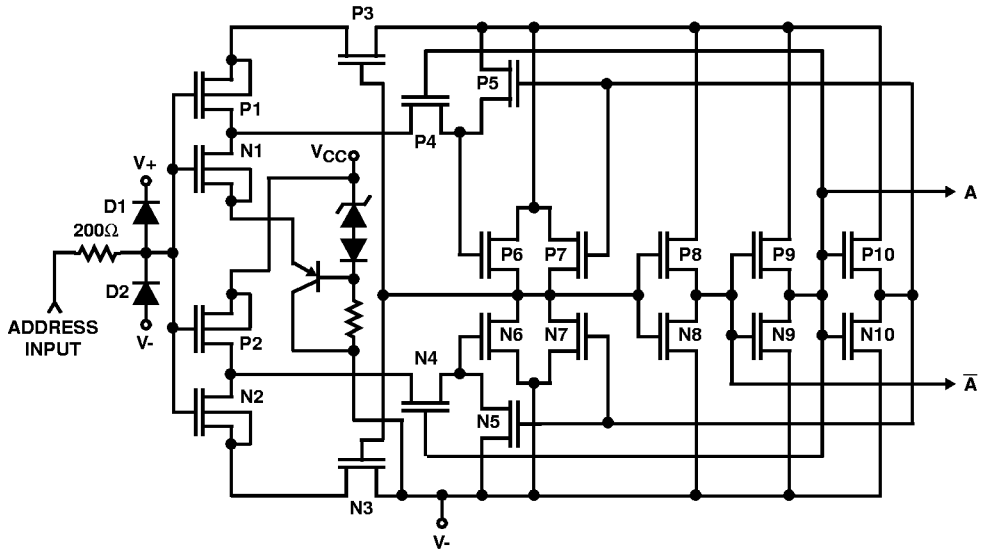 P3
P5
P1
P4
N1
V+
VCC
D1
A
200Ω
P6
P7
P8
P9
P10
D2
ADDRESS
INPUT
V-
P2
N6
N7
N8
N9
N10
N4
A̅
N2
N5
N3
V-